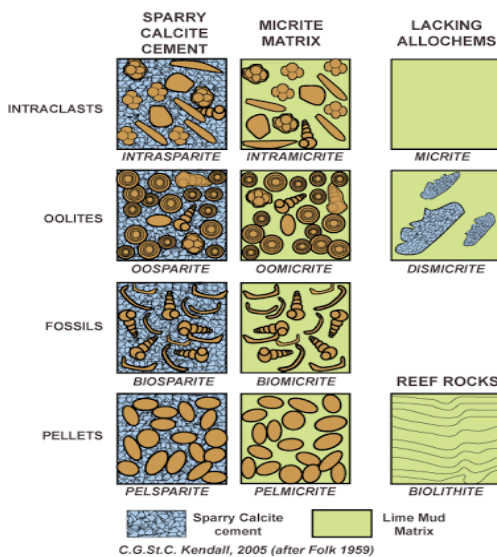 SPARRY
CALCITE
CEMENT
MICRITE
MATRIX
LACKING
ALLOCHEMS
INTRACLASTS
INTRASPARITE
INTRAMICRITE
MICRITE
OOLITES
OOSPARITE
OOMICRITE
DISMICRITE
FOSSILS
BIOSPARITE
BIOMICRITE
REEF ROCKS
PELLETS
PELSPARITE
PELMICRITE
BIOLITHITE
Sparry Calcite
cement
Lime Mud
Matrix
C.G.St.C. Kendall, 2005 (after Folk 1959)